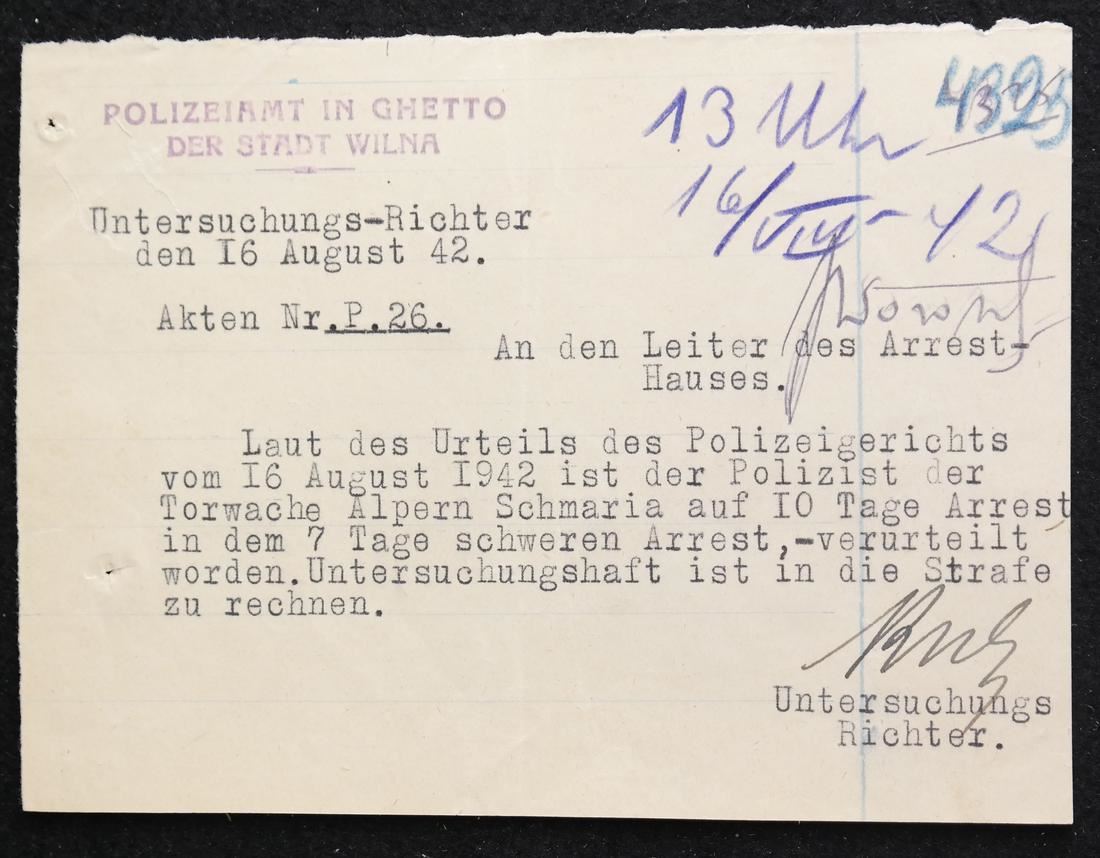 POLIZEIAMT IN GHETTO
DER STADT WILNA
13 Uhr
16/VIII - 42
Untersuchungs-Richter
den I6 August 42.
Akten Nr.P.26.
An den Leiter des Arrest-
Hauses.
Laut des Urteils des Polizeigerichts
vom I6 August I942 ist der Polizist der
Torwache Alpern Schmaria auf IO Tage Arrest
in dem 7 Tage schweren Arrest,-verurteilt
worden.Untersuchungshaft ist in die Strafe
zu rechnen.
Untersuchungs
Richter.